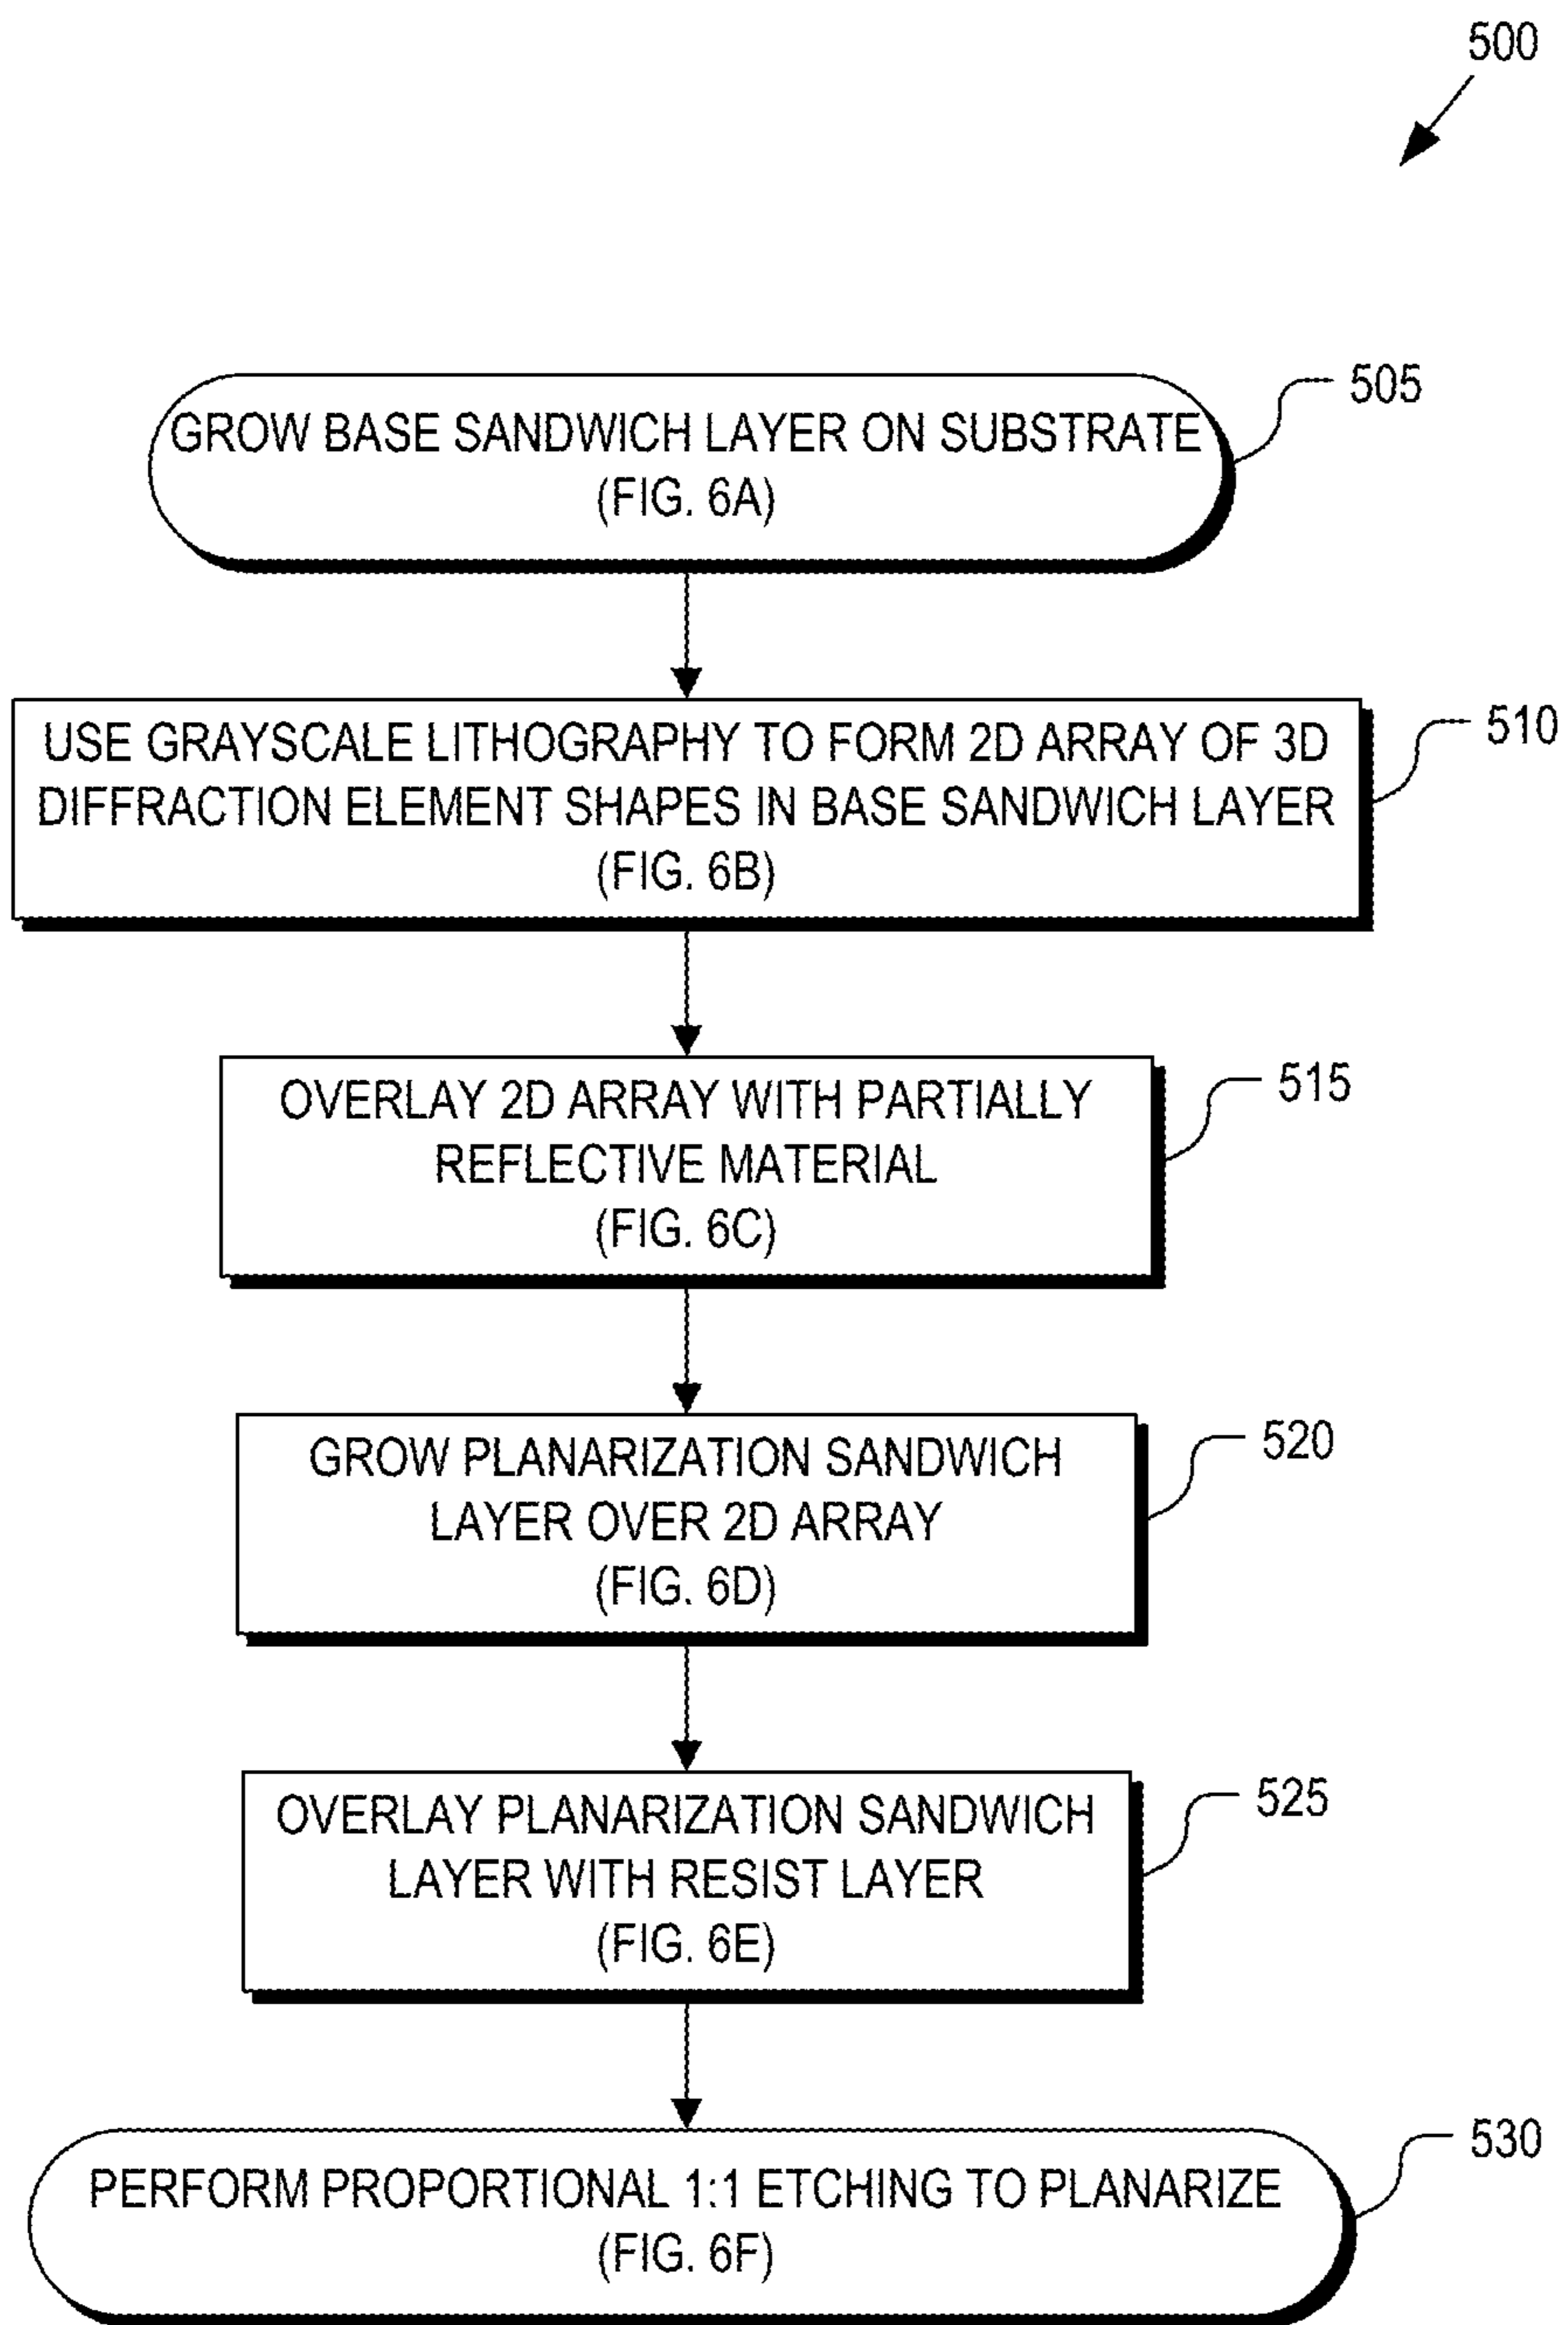 500
GROW BASE SANDWICH LAYER ON SUBSTRATE
(FIG. 6A)
505
USE GRAYSCALE LITHOGRAPHY TO FORM 2D ARRAY OF 3D
DIFFRACTION ELEMENT SHAPES IN BASE SANDWICH LAYER
(FIG. 6B)
510
OVERLAY 2D ARRAY WITH PARTIALLY
REFLECTIVE MATERIAL
(FIG. 6C)
515
GROW PLANARIZATION SANDWICH
LAYER OVER 2D ARRAY
(FIG. 6D)
520
OVERLAY PLANARIZATION SANDWICH
LAYER WITH RESIST LAYER
(FIG. 6E)
525
PERFORM PROPORTIONAL 1:1 ETCHING TO PLANARIZE
(FIG. 6F)
530